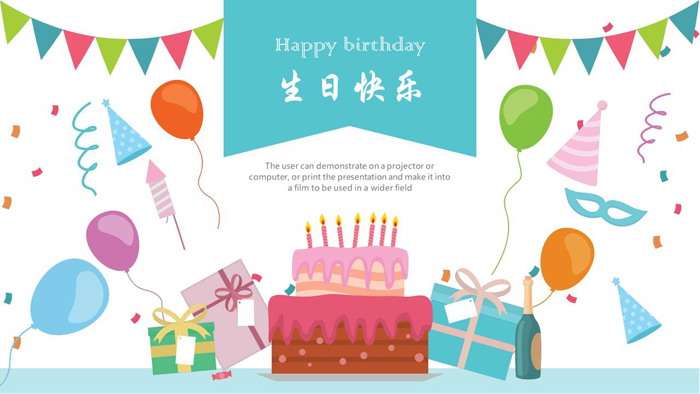 Happy birthday
生日快乐
The user can demonstrate on a projector or
computer, or print the presentation and make it into
a film to be used in a wider field